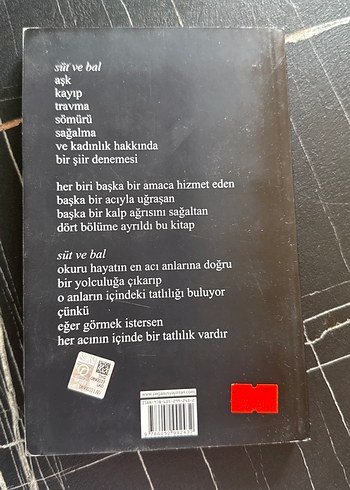 süt ve bal
aşk
kayıp
travma
sömürü
sağalma
ve kadınlık hakkında
bir şiir denemesi
her biri başka bir amaca hizmet eden
başka bir acıyla uğraşan
başka bir kalp ağrısını sağaltan
dört bölüme ayrıldı bu kitap
süt ve bal
okuru hayatın en acı anlarına doğru
bir yolculuğa çıkarıp
o anların içindeki tatlılığı buluyor
çünkü
eğer görmek istersen
her acının içinde bir tatlılık vardır